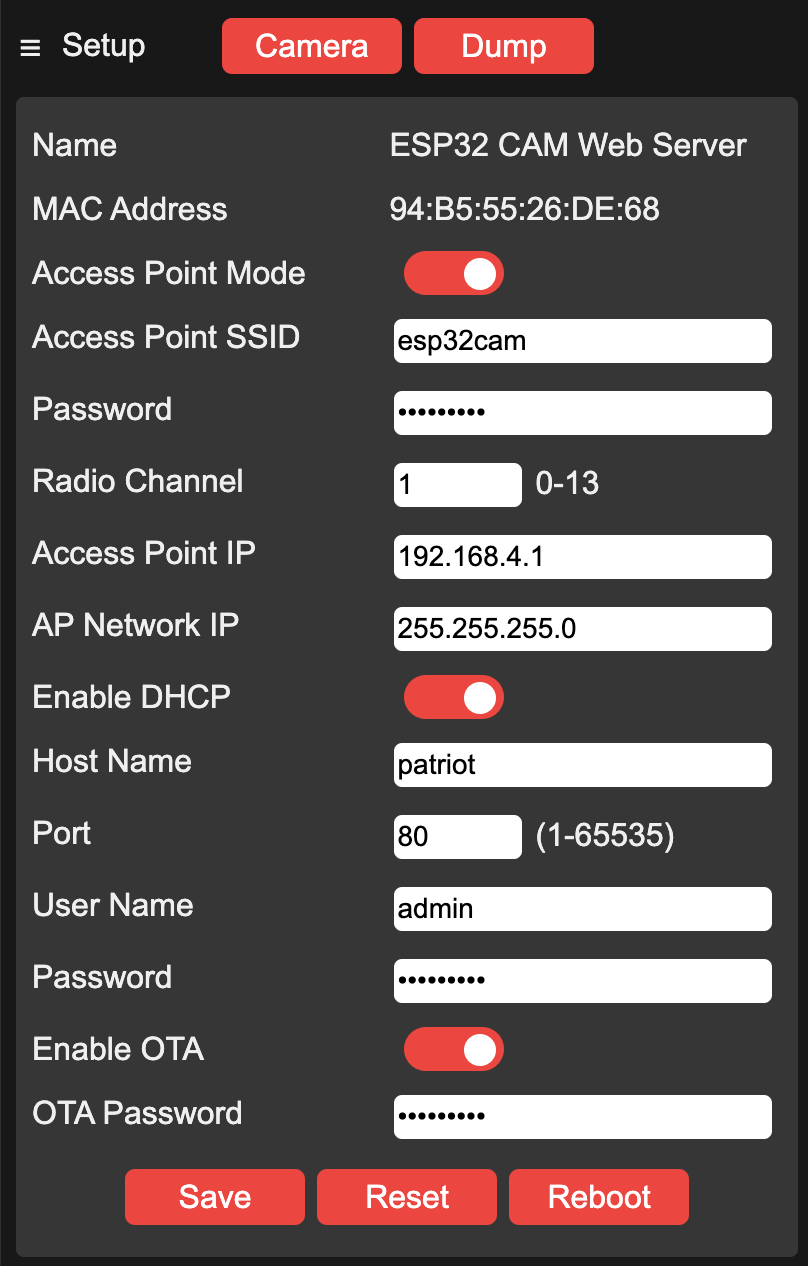 ≡ Setup Camera Dump
Name ESP32 CAM Web Server
MAC Address 94:B5:55:26:DE:68
Access Point Mode
Access Point SSID esp32cam
Password •••••••••
Radio Channel 1 0-13
Access Point IP 192.168.4.1
AP Network IP 255.255.255.0
Enable DHCP
Host Name patriot
Port 80 (1-65535)
User Name admin
Password •••••••••
Enable OTA
OTA Password •••••••••
Save Reset Reboot